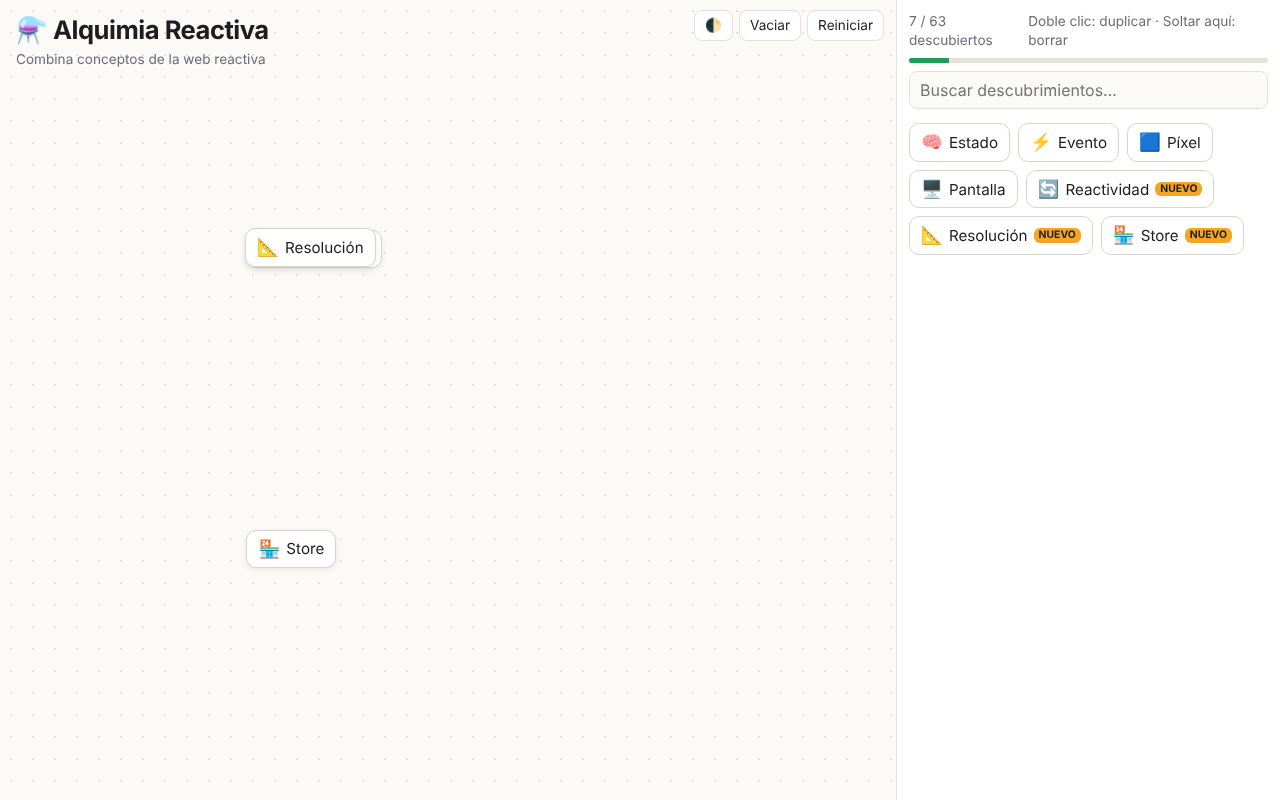 Alquimia Reactiva
Combina conceptos de la web reactiva
Vaciar
Reiniciar
7 / 63
descubiertos
Doble clic: duplicar · Soltar aquí:
borrar
Buscar descubrimientos...
Estado
Evento
Píxel
Pantalla
Reactividad NUEVO
Resolución NUEVO
Store NUEVO
Resolución
Store